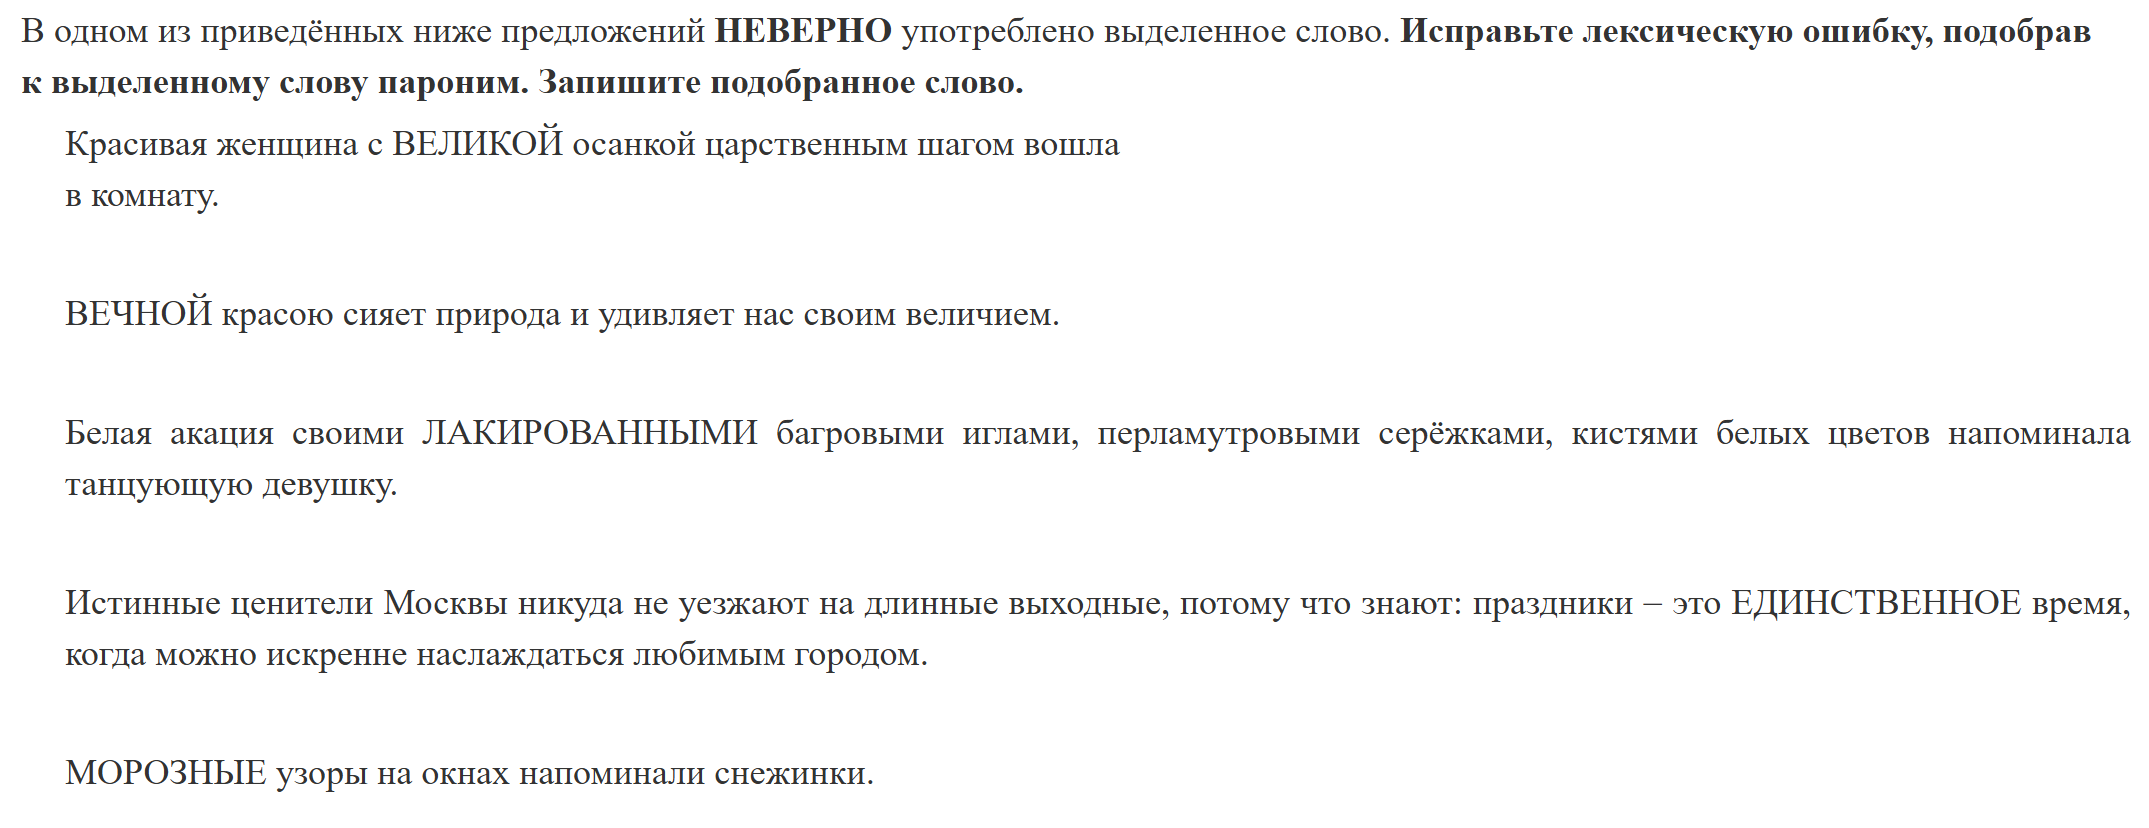 В одном из приведённых ниже предложений НЕВЕРНО употреблено выделенное слово. Исправьте лексическую ошибку, подобрав
к выделенному слову пароним. Запишите подобранное слово.
Красивая женщина с ВЕЛИКОЙ осанкой царственным шагом вошла
в комнату.
ВЕЧНОЙ красою сияет природа и удивляет нас своим величием.
Белая акация своими ЛАКИРОВАННЫМИ багровыми иглами, перламутровыми серёжками, кистями белых цветов напоминала
танцующую девушку.
Истинные ценители Москвы никуда не уезжают на длинные выходные, потому что знают: праздники – это ЕДИНСТВЕННОЕ время,
когда можно искренне наслаждаться любимым городом.
МОРОЗНЫЕ узоры на окнах напоминали снежинки.